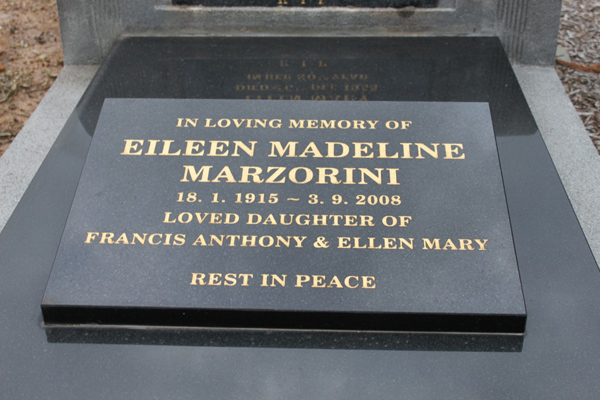 IN LOVING MEMORY OF
EILEEN MADELINE
MARZORINI
18. 1. 1915 ~ 3. 9. 2008
LOVED DAUGHTER OF
FRANCIS ANTHONY & ELLEN MARY
REST IN PEACE